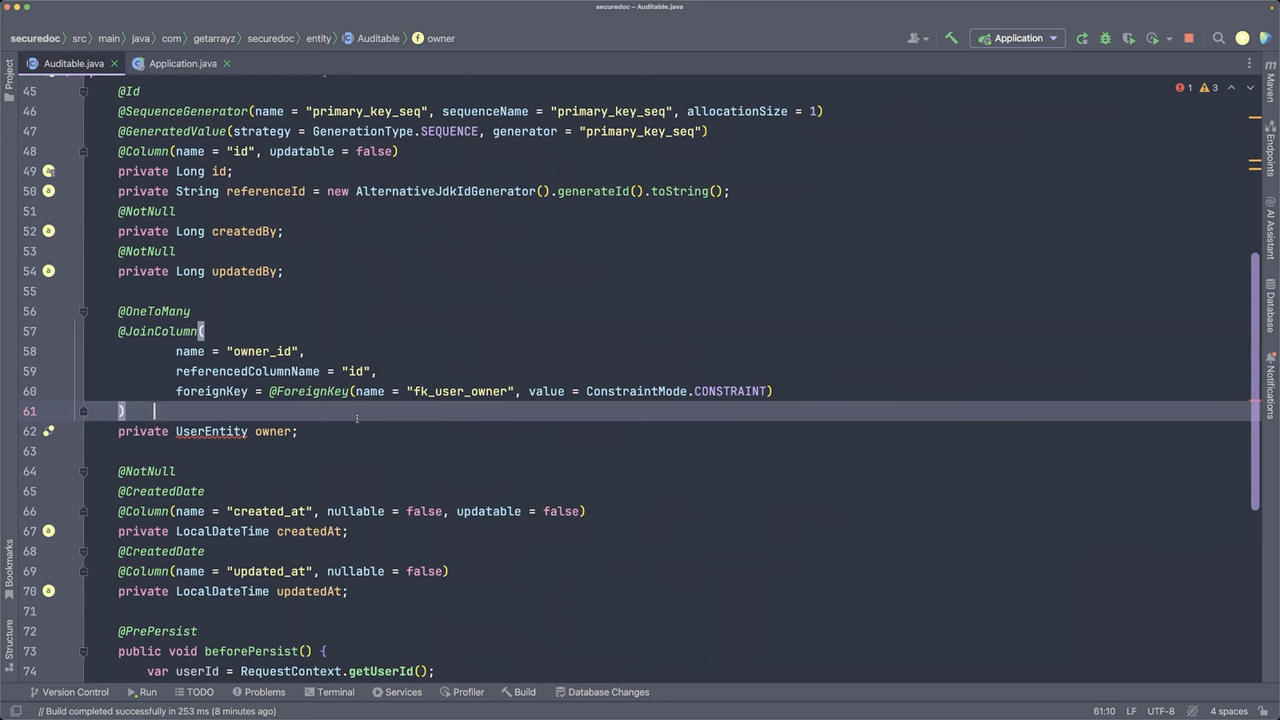 securedoc – Auditable.java
securedoc > src > main > java > com > getarrayz > securedoc > entity > Auditable > owner
Application
Auditable.java
Application.java
1 3
Project
Bookmarks
Structure
Maven
Endpoints
AI Assistant
Database
Notifications
45 @Id
46 @SequenceGenerator(name = "primary_key_seq", sequenceName = "primary_key_seq", allocationSize = 1)
47 @GeneratedValue(strategy = GenerationType.SEQUENCE, generator = "primary_key_seq")
48 @Column(name = "id", updatable = false)
49 private Long id;
50 private String referenceId = new AlternativeJdkIdGenerator().generateId().toString();
51 @NotNull
52 private Long createdBy;
53 @NotNull
54 private Long updatedBy;
55
56 @OneToMany
57 @JoinColumn(
58 name = "owner_id",
59 referencedColumnName = "id",
60 foreignKey = @ForeignKey(name = "fk_user_owner", value = ConstraintMode.CONSTRAINT)
61 )
62 private UserEntity owner;
63
64 @NotNull
65 @CreatedDate
66 @Column(name = "created_at", nullable = false, updatable = false)
67 private LocalDateTime createdAt;
68 @CreatedDate
69 @Column(name = "updated_at", nullable = false)
70 private LocalDateTime updatedAt;
71
72 @PrePersist
73 public void beforePersist() {
74 var userId = RequestContext.getUserId();
Version Control Run TODO Problems Terminal Services Profiler Build Database Changes
// Build completed successfully in 253 ms (8 minutes ago) 61:10 LF UTF-8 4 spaces